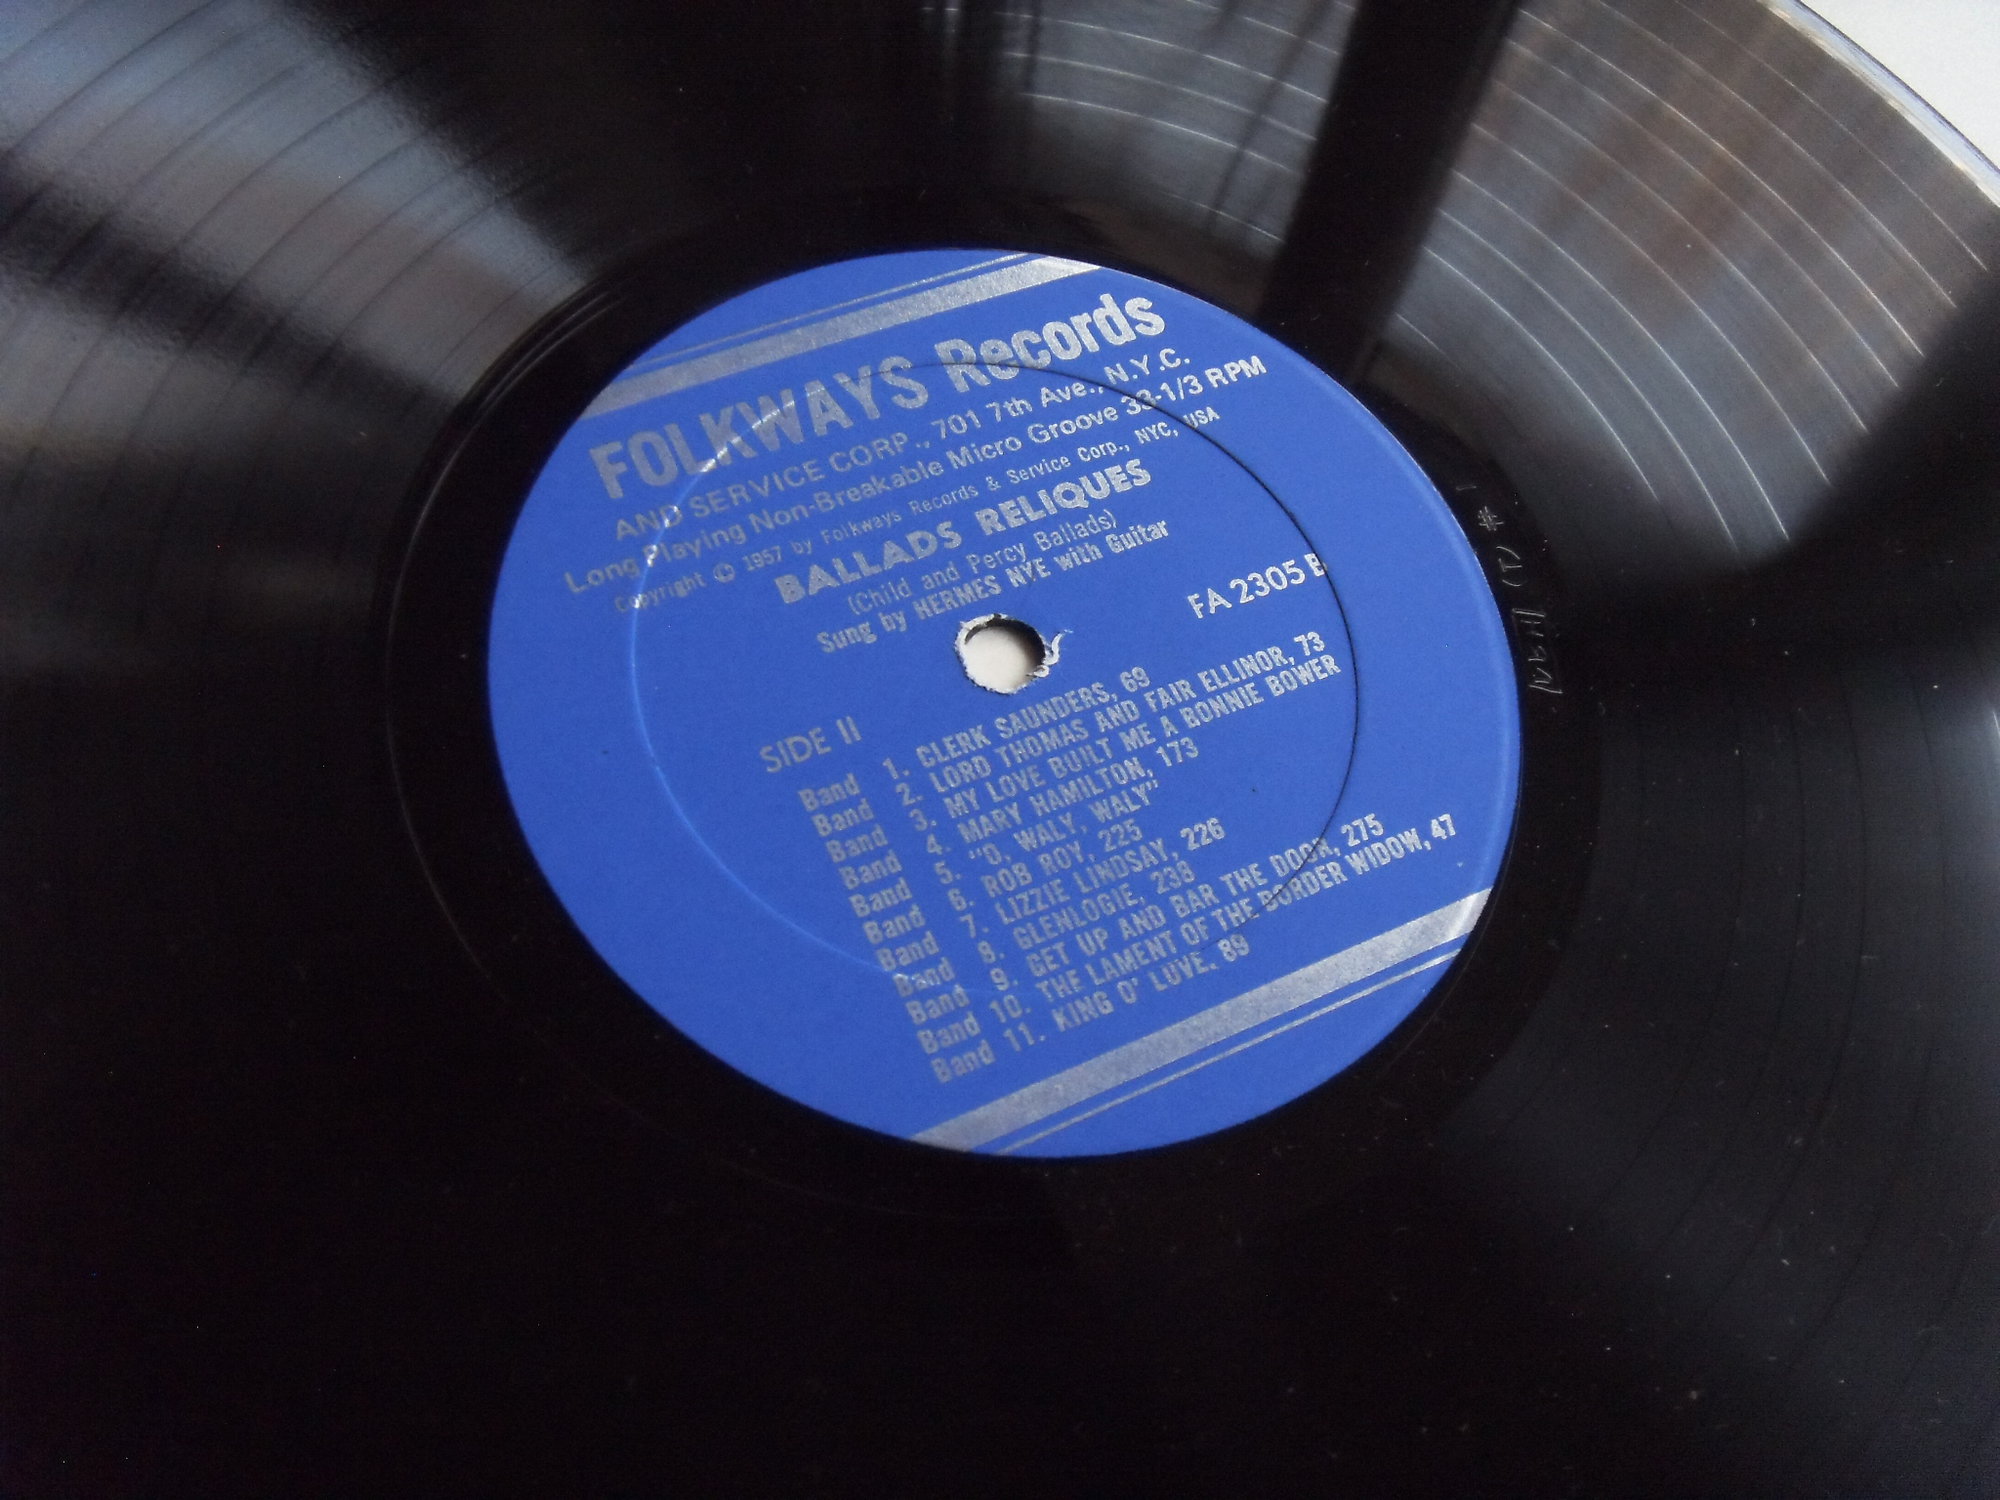 FOLKWAYS Records
AND SERVICE CORP., 701 7th Ave., N.Y.C.
Long Playing Non-Breakable Micro Groove 33-1/3 RPM
Copyright © 1957 by Folkways Records & Service Corp., NYC, USA
BALLADS RELIQUES
(Child and Percy Ballads)
Sung by HERMES NYE with Guitar
FA 2305 B
SIDE II
Band 1. CLERK SAUNDERS, 69
Band 2. LORD THOMAS AND FAIR ELLINOR, 73
Band 3. MY LOVE BUILT ME A BONNIE BOWER
Band 4. MARY HAMILTON, 173
Band 5. "O, WALY, WALY"
Band 6. ROB ROY, 225
Band 7. LIZZIE LINDSAY, 226
Band 8. GLENLOGIE, 238
Band 9. GET UP AND BAR THE DOOR, 275
Band 10. THE LAMENT OF THE BORDER WIDOW, 47
Band 11. KING O' LUVE, 89